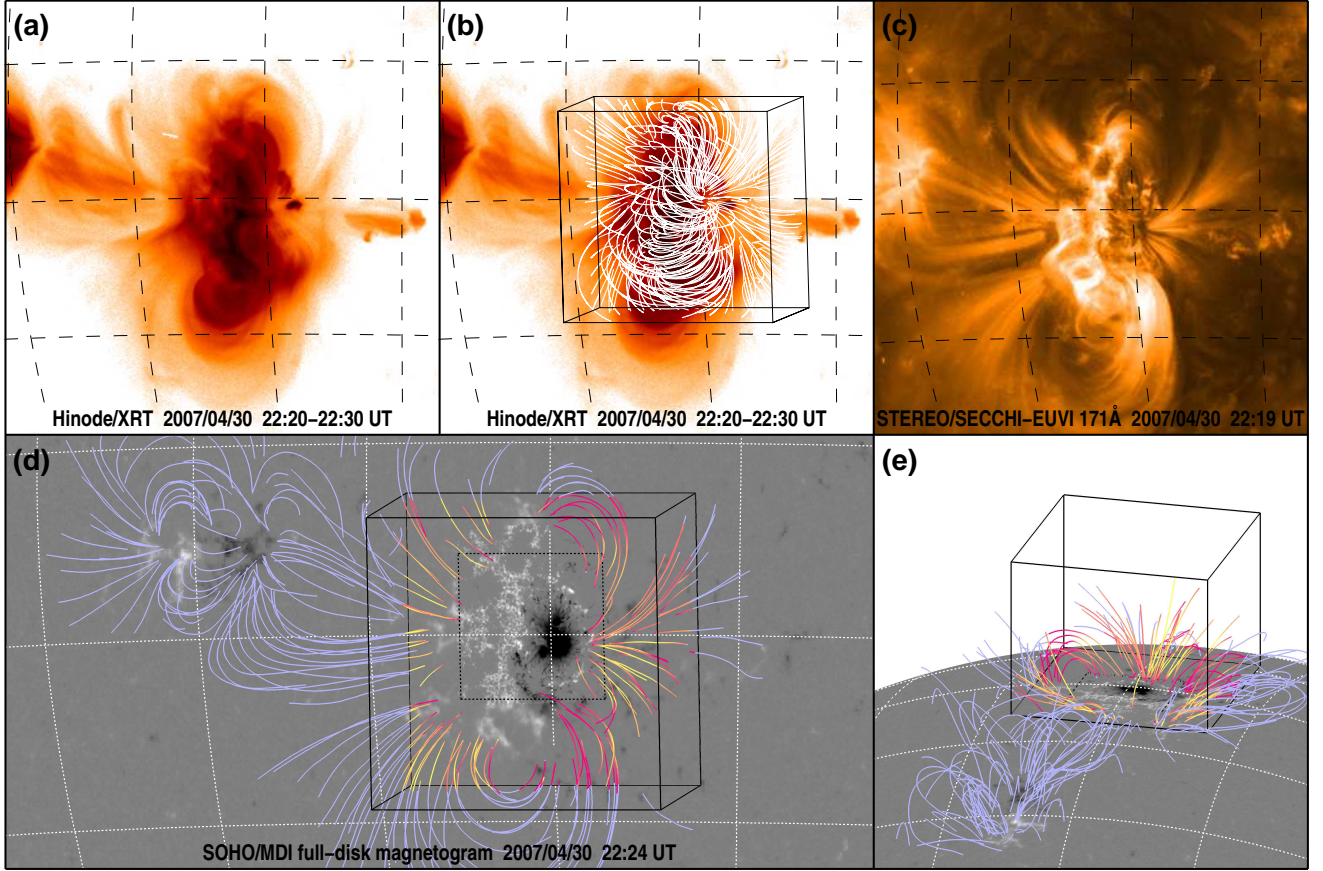 (a)
(b)
(c)
Hinode/XRT 2007/04/30 22:20−22:30 UT
Hinode/XRT 2007/04/30 22:20−22:30 UT
STEREO/SECCHI−EUVI 171Å 2007/04/30 22:19 UT
(d)
(e)
SOHO/MDI full−disk magnetogram 2007/04/30 22:24 UT